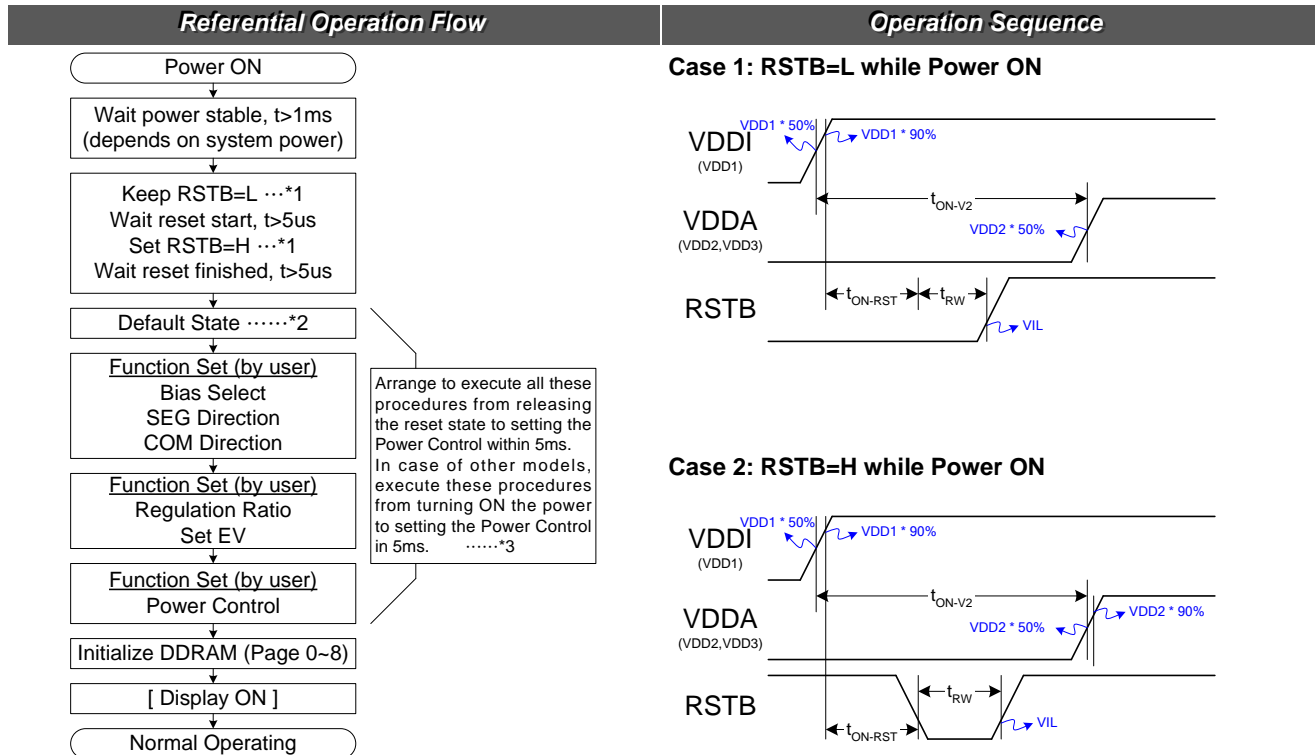 Referential Operation Flow
Power ON
Wait power stable, t>1ms
(depends on system power)
Keep RSTB=L ⋯*1
Wait reset start, t>5us
Set RSTB=H ⋯*1
Wait reset finished, t>5us
Default State ⋯⋯*2
Function Set (by user)
Bias Select
SEG Direction
COM Direction
Function Set (by user)
Regulation Ratio
Set EV
Function Set (by user)
Power Control
Initialize DDRAM (Page 0~8)
[ Display ON ]
Normal Operating
Arrange to execute all these
procedures from releasing
the reset state to setting the
Power Control within 5ms.
In case of other models,
execute these procedures
from turning ON the power
to setting the Power Control
in 5ms. ⋯⋯*3
Operation Sequence
Case 1: RSTB=L while Power ON
VDD1 * 50%
VDD1 * 90%
VDDI
(VDD1)
tON-V2
VDDA
(VDD2,VDD3)
VDD2 * 50%
tON-RST
tRW
RSTB
VIL
Case 2: RSTB=H while Power ON
VDD1 * 50%
VDD1 * 90%
VDDI
(VDD1)
tON-V2
VDDA
(VDD2,VDD3)
VDD2 * 50%
VDD2 * 90%
RSTB
tRW
tON-RST
VIL